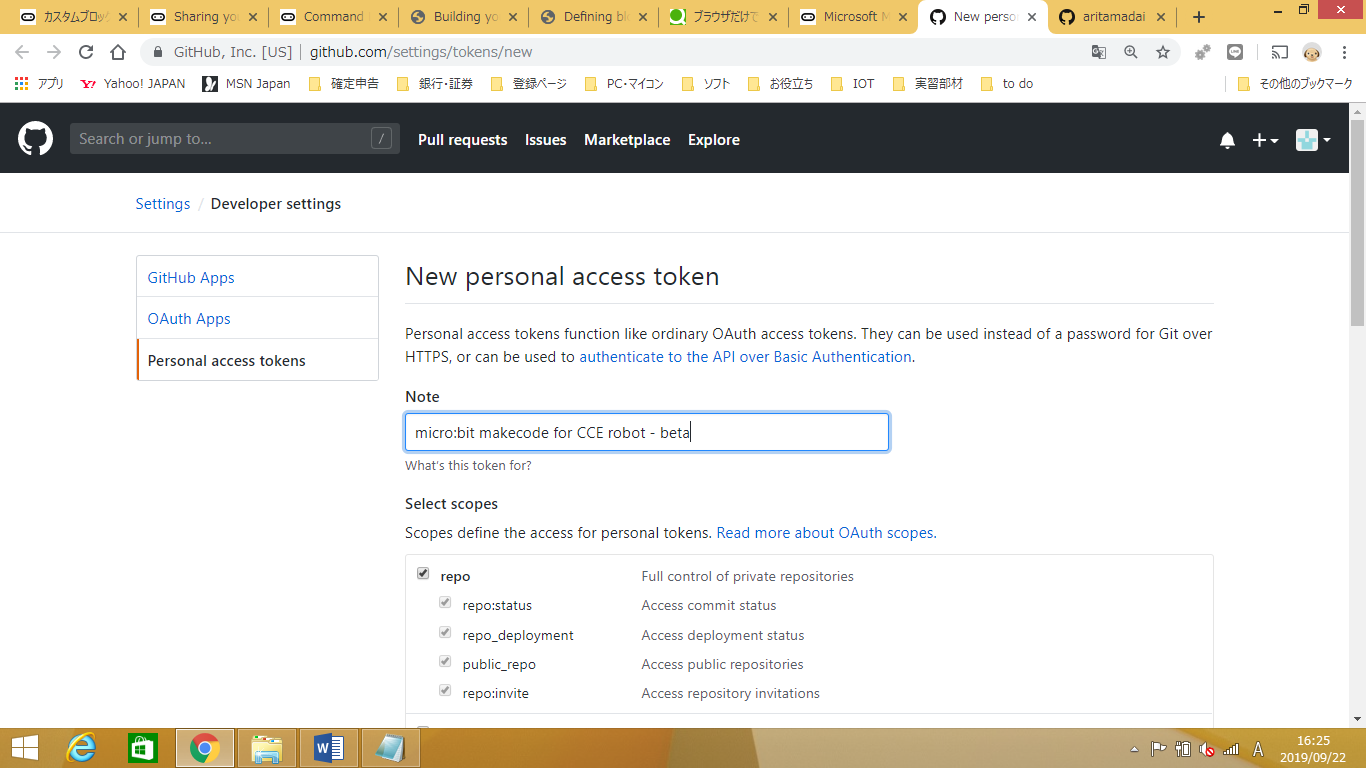 カスタムブロック
Sharing you
Command
Building yo
Defining blo
ブラウザだけで
Microsoft M
New person
aritamadai
GitHub, Inc. [US] | github.com/settings/tokens/new
アプリ Yahoo! JAPAN MSN Japan 確定申告 銀行・証券 登録ページ PC・マイコン ソフト お役立ち IOT 実習部材 to do その他のブックマーク
Search or jump to... / Pull requests Issues Marketplace Explore
Settings / Developer settings
GitHub Apps
OAuth Apps
Personal access tokens
New personal access token
Personal access tokens function like ordinary OAuth access tokens. They can be used instead of a password for Git over
HTTPS, or can be used to authenticate to the API over Basic Authentication.
Note
micro:bit makecode for CCE robot - beta
What's this token for?
Select scopes
Scopes define the access for personal tokens. Read more about OAuth scopes.
repo Full control of private repositories
repo:status Access commit status
repo_deployment Access deployment status
public_repo Access public repositories
repo:invite Access repository invitations
A
16:25
2019/09/22